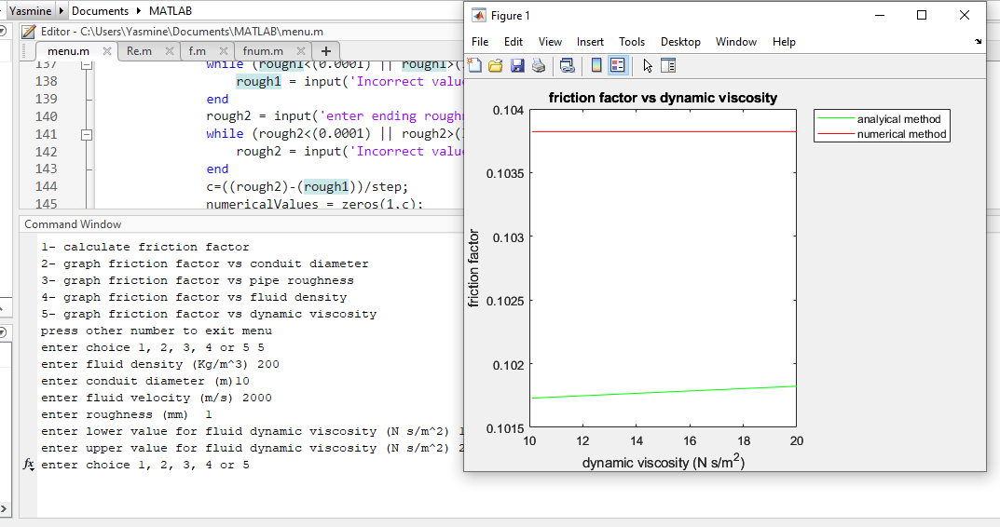 Yasmine ▸ Documents ▸ MATLAB
Editor - C:\Users\Yasmine\Documents\MATLAB\menu.m
menu.m × Re.m × f.m × fnum.m × +
137 while (rough1<(0.0001) || rough1>(
138 rough1 = input('Incorrect valu
139 end
140 rough2 = input('enter ending roughn
141 while (rough2<(0.0001) || rough2>(
142 rough2 = input('Incorrect valu
143 end
144 c=((rough2)-(rough1))/step;
145 numericalValues = zeros(1,c);
Command Window
1- calculate friction factor
2- graph friction factor vs conduit diameter
3- graph friction factor vs pipe roughness
4- graph friction factor vs fluid density
5- graph friction factor vs dynamic viscosity
press other number to exit menu
enter choice 1, 2, 3, 4 or 5 5
enter fluid density (Kg/m^3) 200
enter conduit diameter (m)10
enter fluid velocity (m/s) 2000
enter roughness (mm) 1
enter lower value for fluid dynamic viscosity (N s/m^2) 1
enter upper value for fluid dynamic viscosity (N s/m^2) 2
fx enter choice 1, 2, 3, 4 or 5
Figure 1
File Edit View Insert Tools Desktop Window Help
friction factor vs dynamic viscosity
0.104
0.1035
0.103
0.1025
0.102
0.1015
friction factor
10 12 14 16 18 20
dynamic viscosity (N s/m²)
analyical method
numerical method